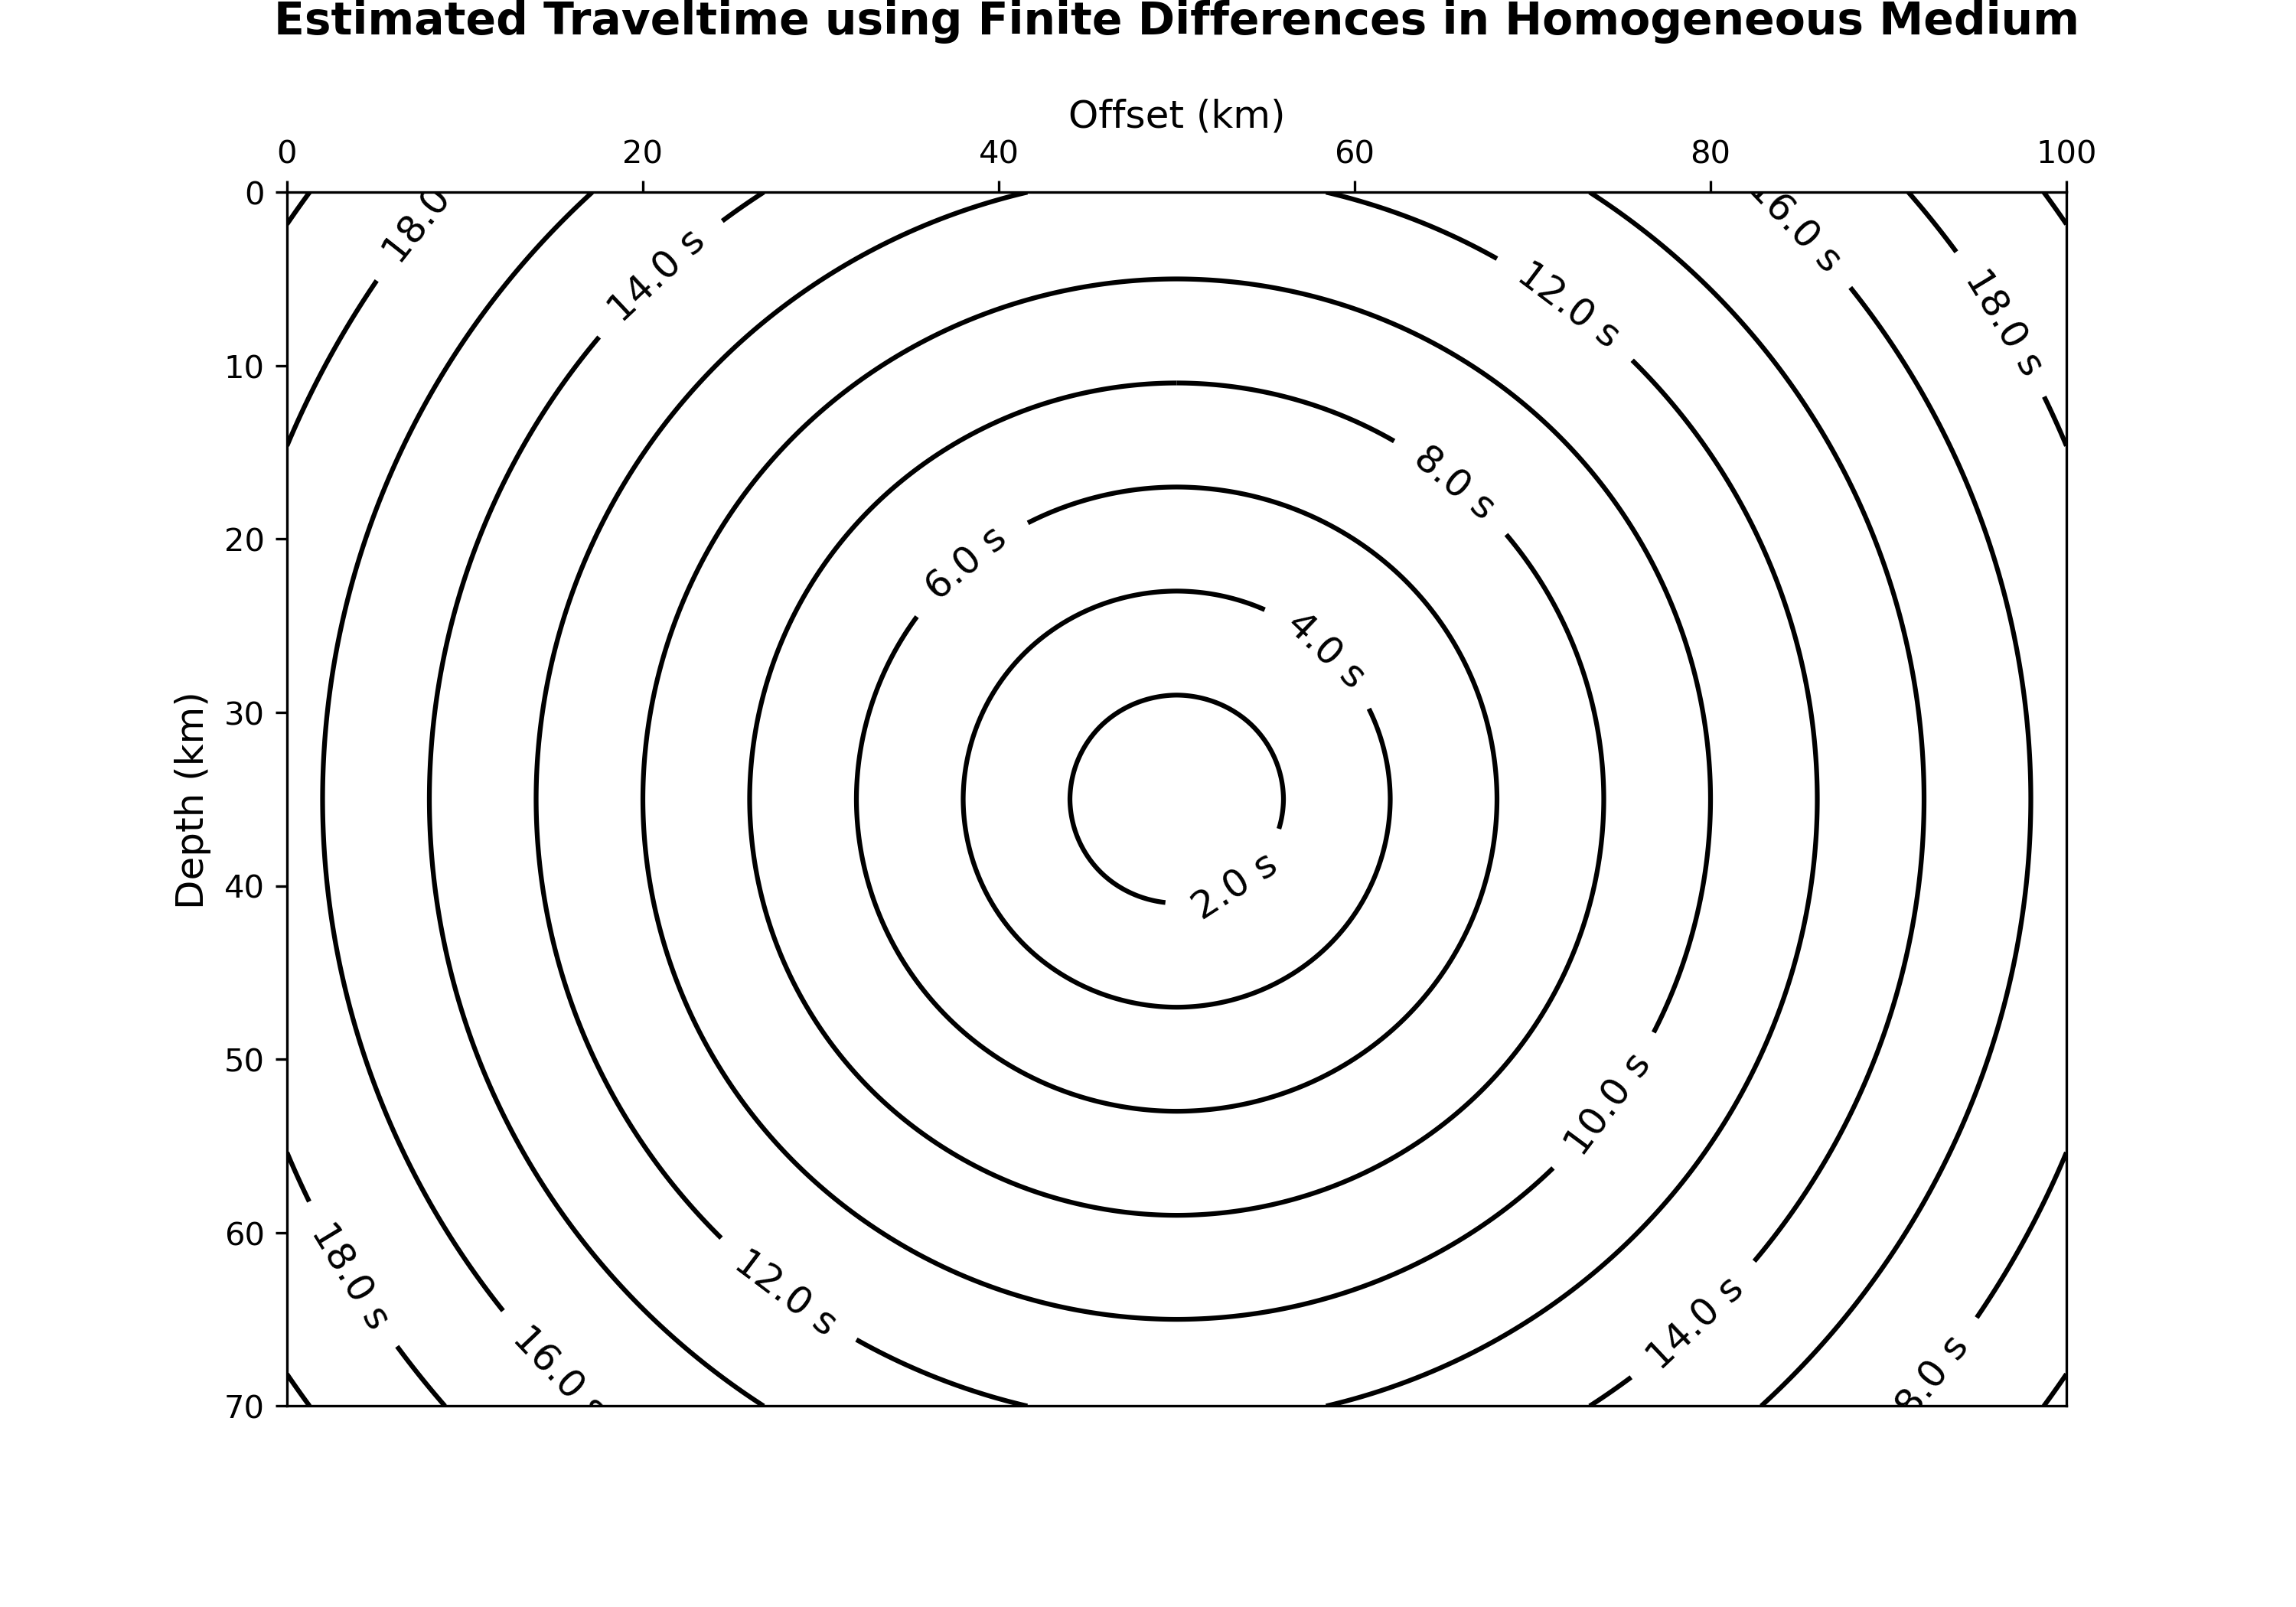 Estimated Traveltime using Finite Differences in Homogeneous Medium
Offset (km)
0 20 40 60 80 100
0
10
20
30
40
50
60
70
Depth (km)
18.0
14.0 s
16.0 s
12.0 s
18.0 s
8.0 s
6.0 s
4.0 s
2.0 s
10.0 s
18.0 s
12.0 s
14.0 s
16.0
8.0 s